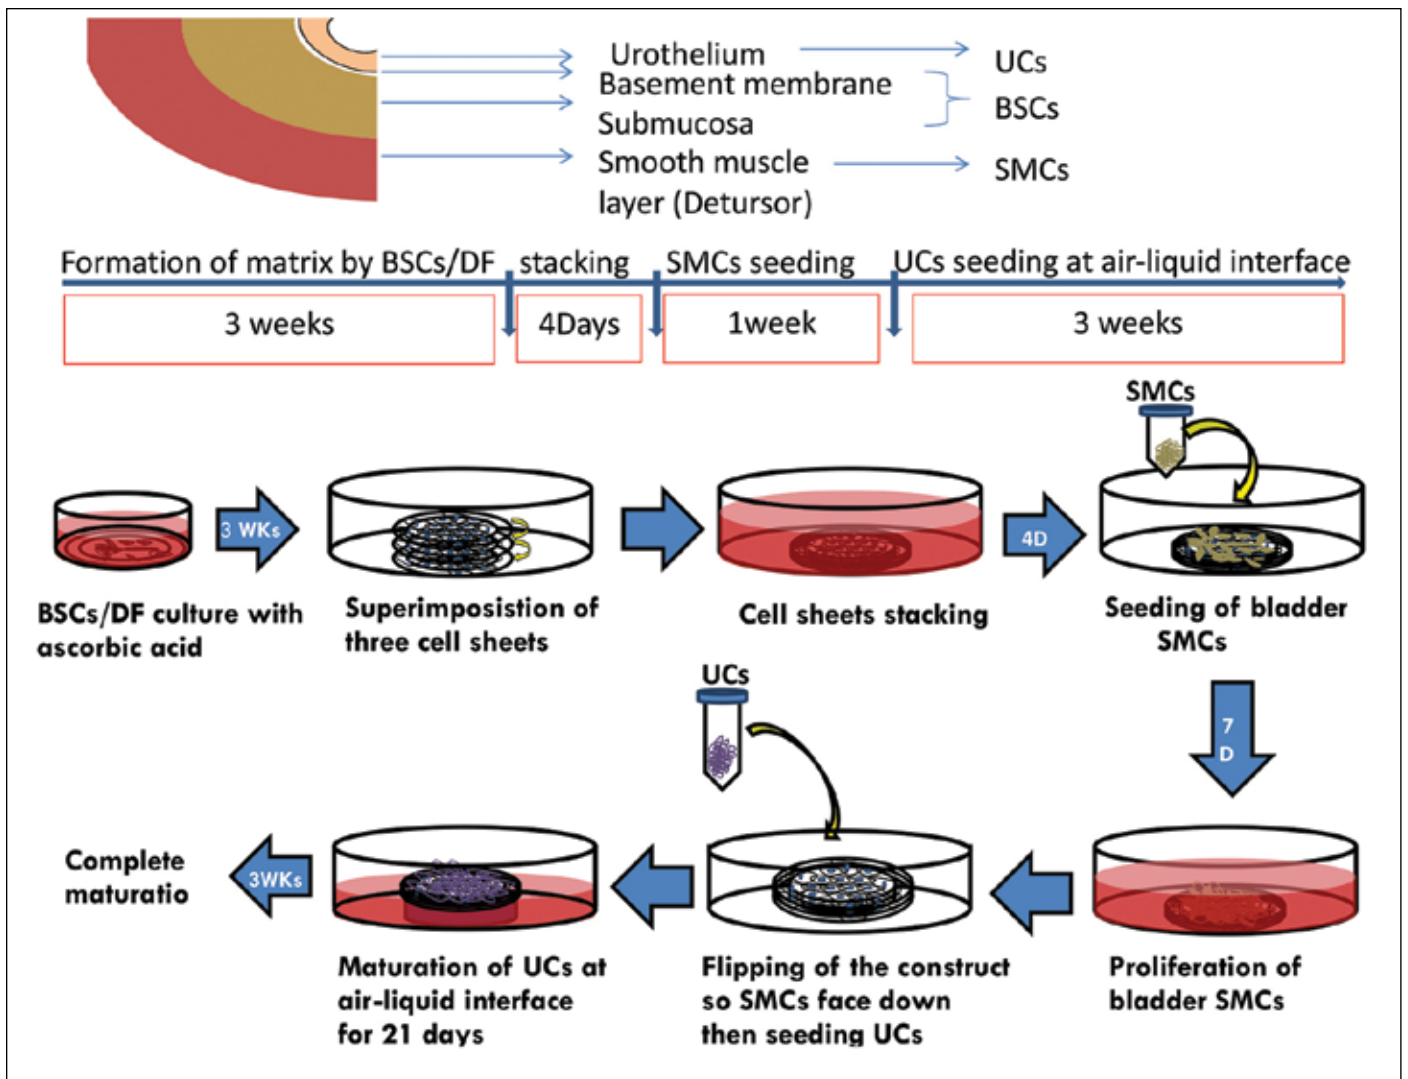 Urothelium
UCs
Basement membrane
BSCs
Submucosa
Smooth muscle
SMCs
layer (Detursor)
Formation of matrix by BSCs/DF
stacking
SMCs seeding
UCs seeding at air-liquid interface
3 weeks
4Days
1week
3 weeks
SMCs
3 WKs
4D
BSCs/DF culture with
ascorbic acid
Superimposistion of
three cell sheets
Cell sheets stacking
Seeding of bladder
SMCs
UCs
7
D
Complete
maturatio
3WKs
Maturation of UCs at
air-liquid interface
for 21 days
Flipping of the construct
so SMCs face down
then seeding UCs
Proliferation of
bladder SMCs